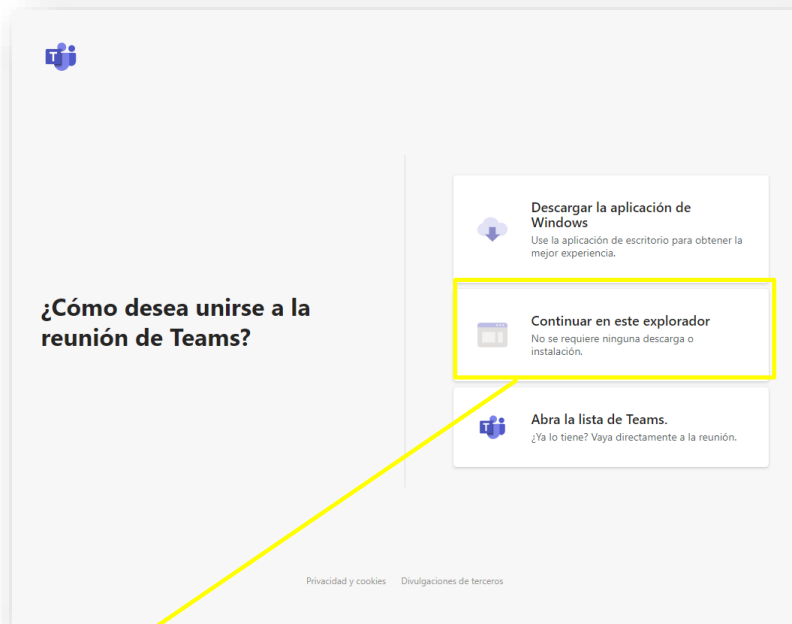 ¿Cómo desea unirse a la
reunión de Teams?
Descargar la aplicación de
Windows
Use la aplicación de escritorio para obtener la
mejor experiencia.
Continuar en este explorador
No se requiere ninguna descarga o
instalación.
Abra la lista de Teams.
¿Ya lo tiene? Vaya directamente a la reunión.
Privacidad y cookies Divulgaciones de terceros